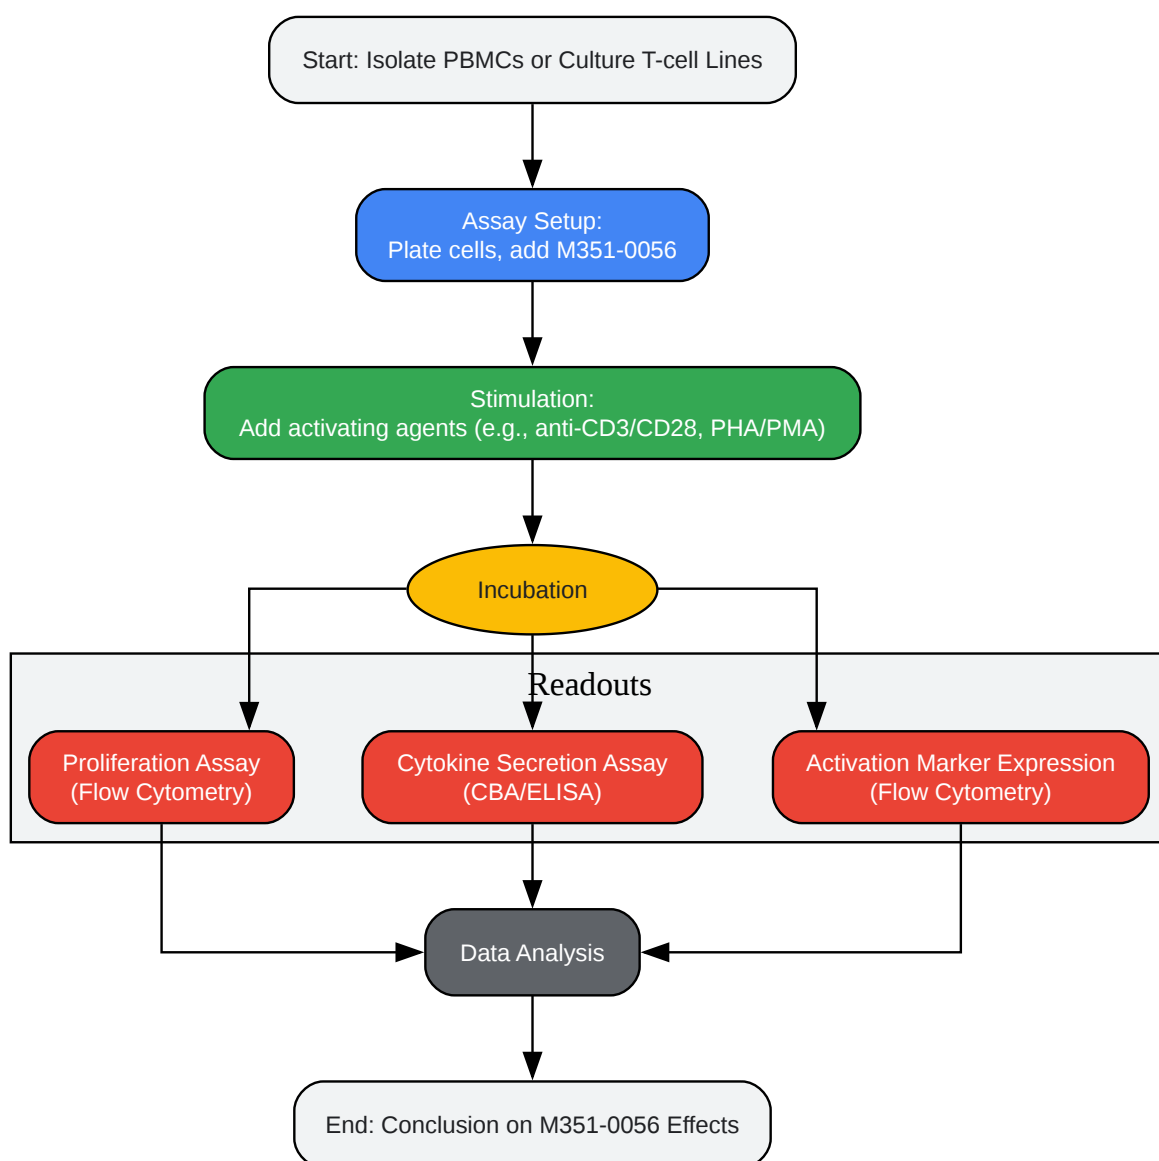 Start: Isolate PBMCs or Culture T-cell Lines
Assay Setup:
Plate cells, add M351-0056
Stimulation:
Add activating agents (e.g., anti-CD3/CD28, PHA/PMA)
Incubation
Readouts
Proliferation Assay
(Flow Cytometry)
Cytokine Secretion Assay
(CBA/ELISA)
Activation Marker Expression
(Flow Cytometry)
Data Analysis
End: Conclusion on M351-0056 Effects